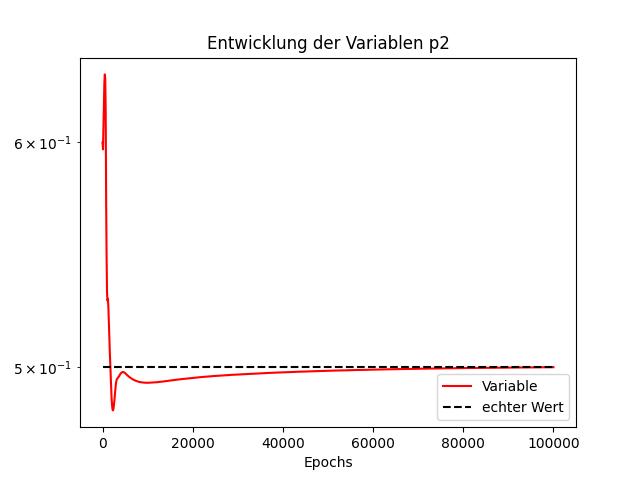 Entwicklung der Variablen p2
6 × 10⁻¹
5 × 10⁻¹
Variable
echter Wert
0 20000 40000 60000 80000 100000
Epochs